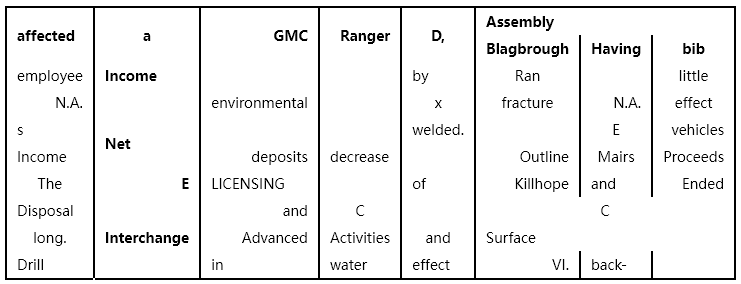 affected a GMC Ranger D, Assembly
Blagbrough Having bib
employee Income by Ran little
N.A. environmental x fracture N.A. effect
s welded. E vehicles
Net
Income deposits decrease Outline Mairs Proceeds
The E LICENSING of Killhope and Ended
Disposal and C C
long. Interchange Advanced Activities and Surface
Drill in water effect VI. back-